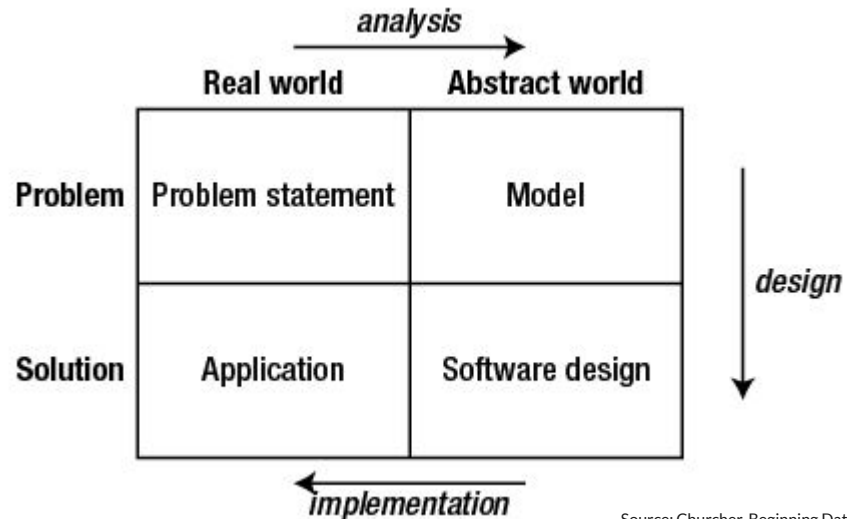 analysis
Real world Abstract world
Problem Problem statement Model
design
Solution Application Software design
implementation
Source: Churcher, Beginning Dat